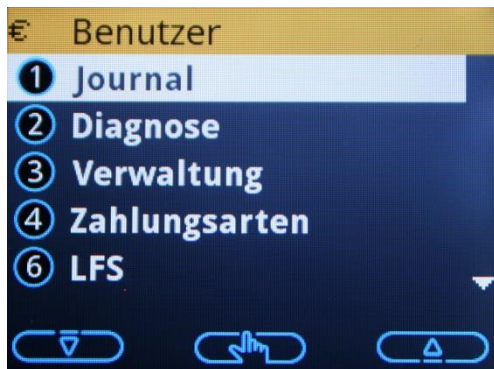 € Benutzer
1 Journal
2 Diagnose
3 Verwaltung
4 Zahlungsarten
6 LFS